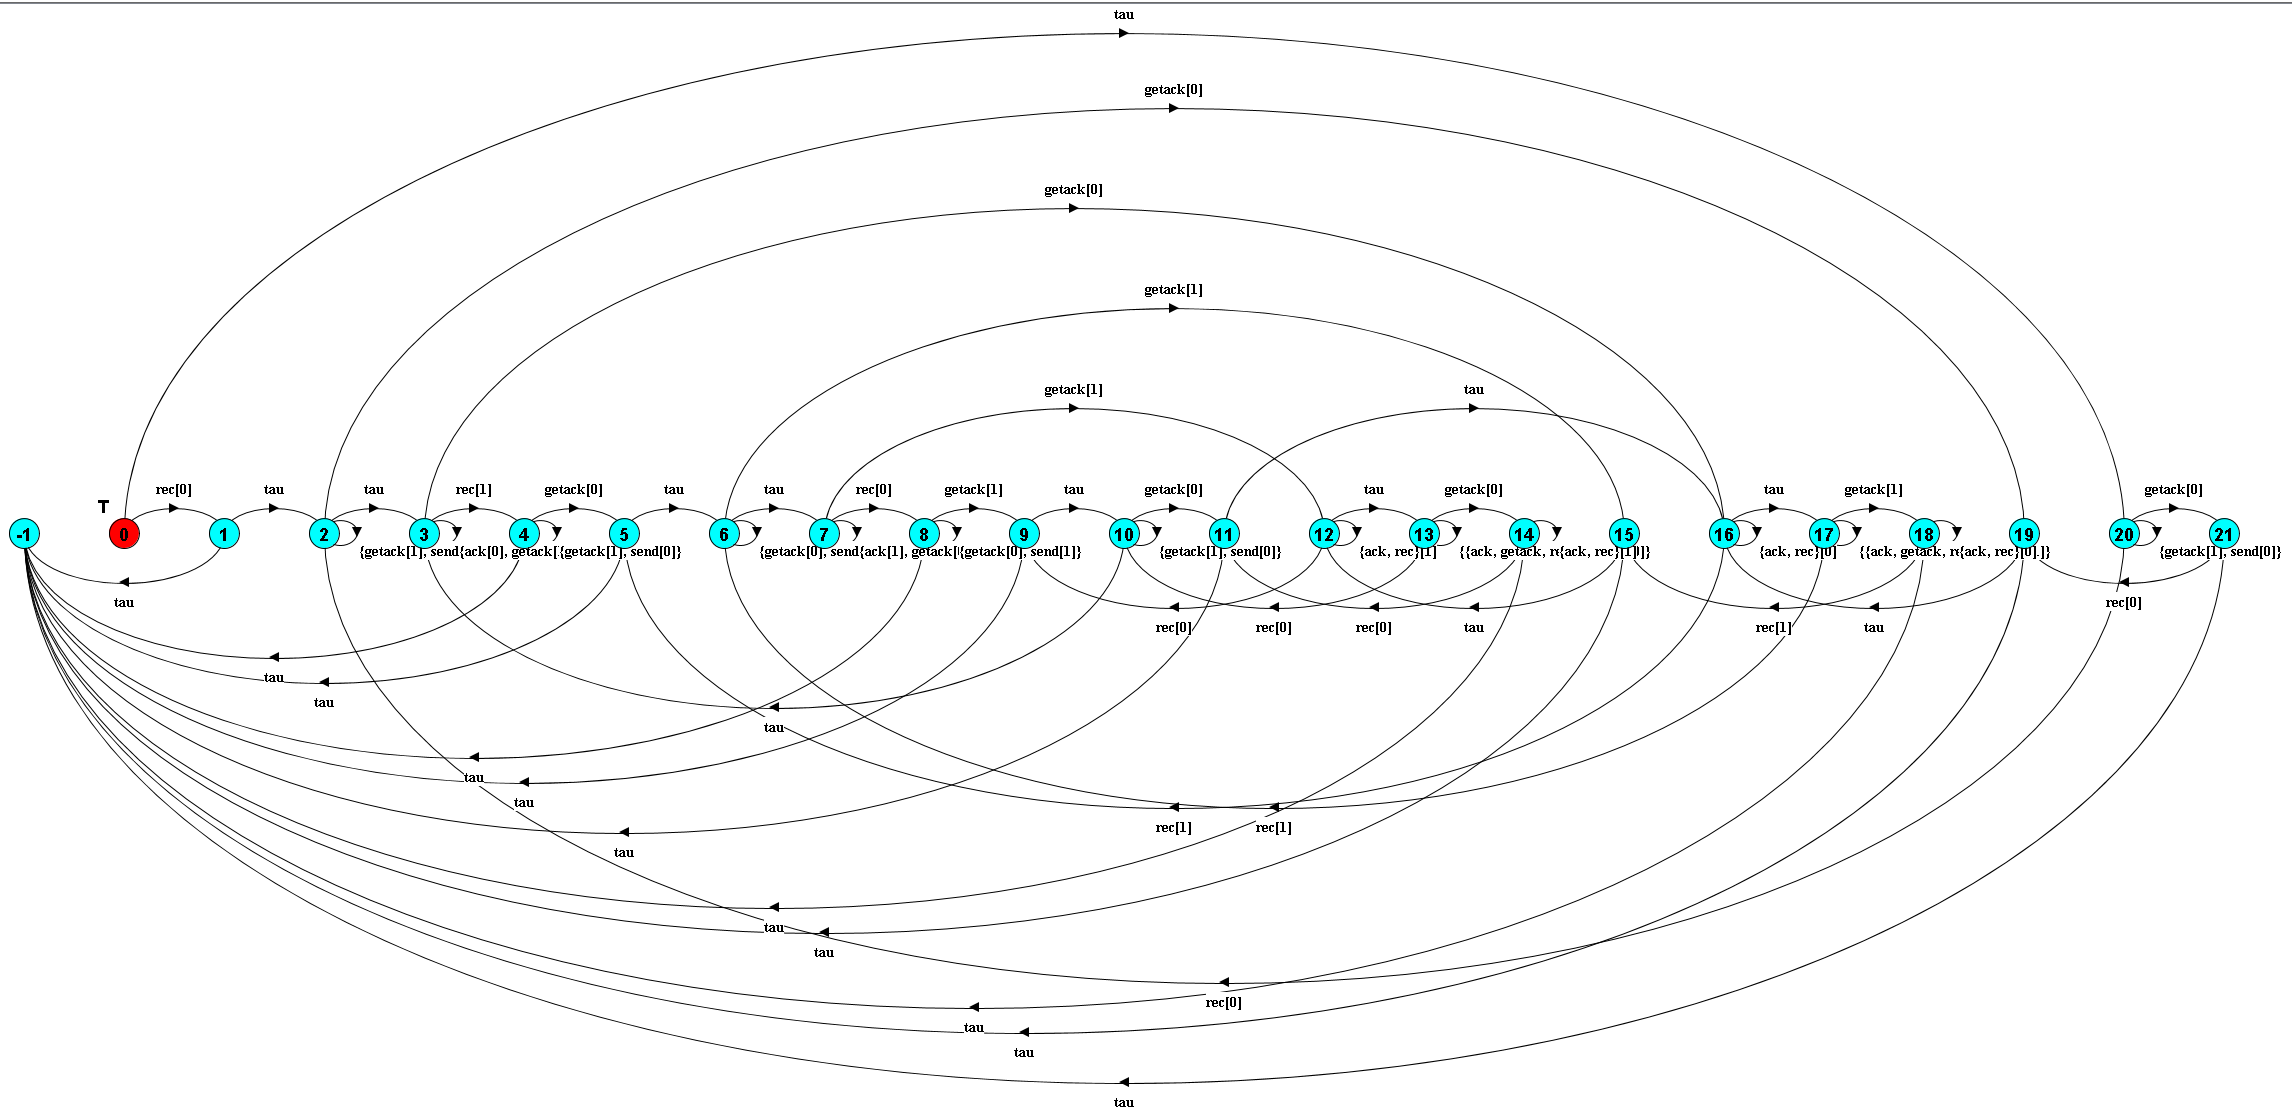 tau
getack[0]
getack[0]
getack[1]
getack[1] tau
T rec[0] tau tau rec[1] getack[0] tau tau rec[0] getack[1] tau getack[0] tau getack[0] tau getack[1] getack[0]
-1 0 1 2 3 4 5 6 7 8 9 10 11 12 13 14 15 16 17 18 19 20 21
{getack[1], send{ack[0], getack[{getack[1], send[0]} {getack[0], send{ack[1], getack[{getack[0], send[1]} {getack[1], send[0]} {ack, rec}[1] {{ack, getack, r{ack, rec}[1] {ack, rec}[0] {{ack, getack, r{ack, rec}[0].]} {getack[1], send[0]}
tau rec[0]
rec[0] rec[0] rec[0] tau rec[1] tau
tau
tau
tau
tau
tau
rec[1] rec[1]
tau
tau
tau
rec[0]
tau
tau
tau